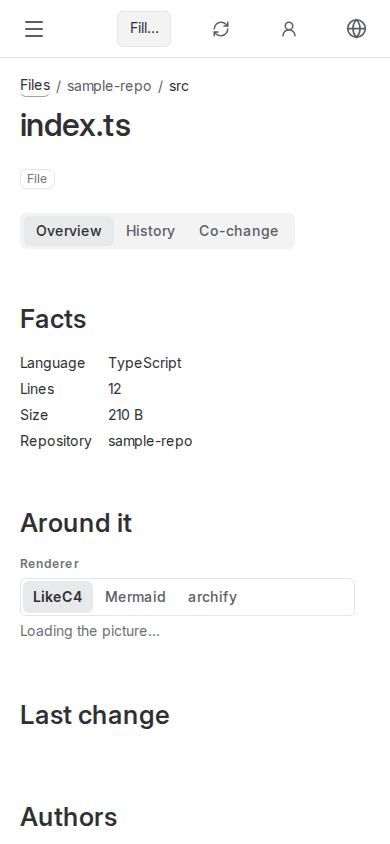 Fill...
Files / sample-repo / src
index.ts
File
Overview History Co-change
Facts
Language TypeScript
Lines 12
Size 210 B
Repository sample-repo
Around it
Renderer
LikeC4 Mermaid archify
Loading the picture...
Last change
Authors